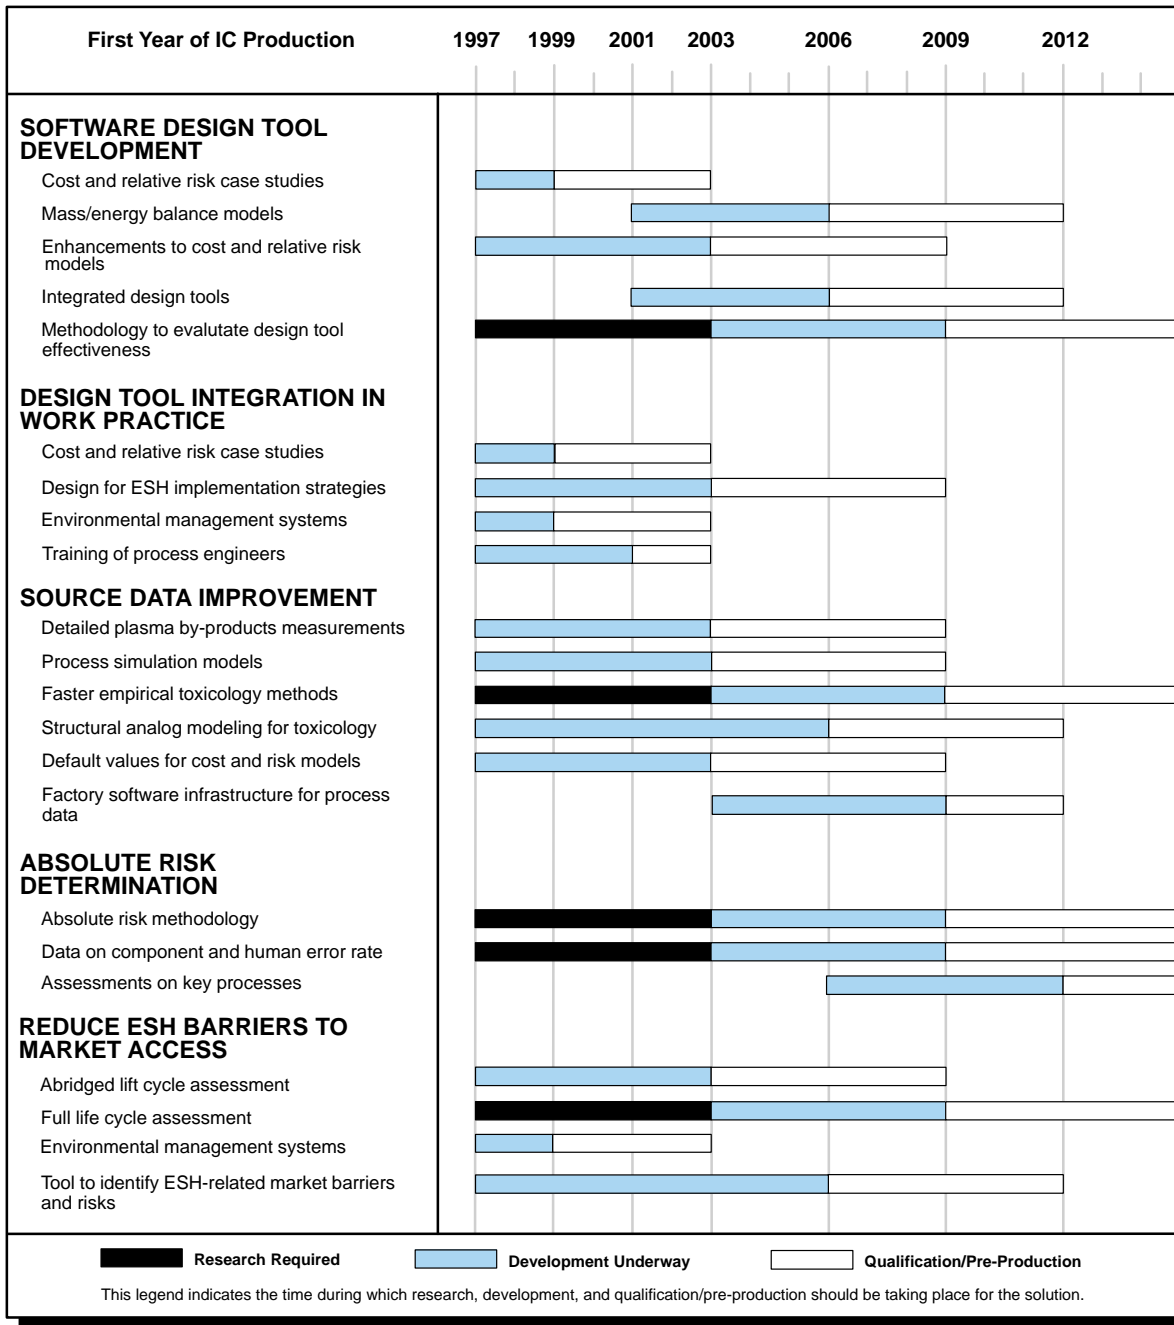 First Year of IC Production
1997 1999 2001 2003 2006 2009 2012
SOFTWARE DESIGN TOOL
DEVELOPMENT
Cost and relative risk case studies
Mass/energy balance models
Enhancements to cost and relative risk
models
Integrated design tools
Methodology to evalutate design tool
effectiveness
DESIGN TOOL INTEGRATION IN
WORK PRACTICE
Cost and relative risk case studies
Design for ESH implementation strategies
Environmental management systems
Training of process engineers
SOURCE DATA IMPROVEMENT
Detailed plasma by-products measurements
Process simulation models
Faster empirical toxicology methods
Structural analog modeling for toxicology
Default values for cost and risk models
Factory software infrastructure for process
data
ABSOLUTE RISK
DETERMINATION
Absolute risk methodology
Data on component and human error rate
Assessments on key processes
REDUCE ESH BARRIERS TO
MARKET ACCESS
Abridged lift cycle assessment
Full life cycle assessment
Environmental management systems
Tool to identify ESH-related market barriers
and risks
Research Required Development Underway Qualification/Pre-Production
This legend indicates the time during which research, development, and qualification/pre-production should be taking place for the solution.